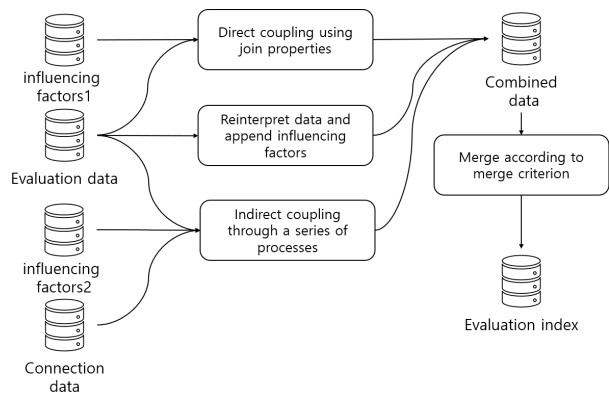 influencing
factors1
Evaluation data
influencing
factors2
Connection
data
Direct coupling using
join properties
Reinterpret data and
append influencing
factors
Indirect coupling
through a series of
processes
Combined
data
Merge according to
merge criterion
Evaluation index